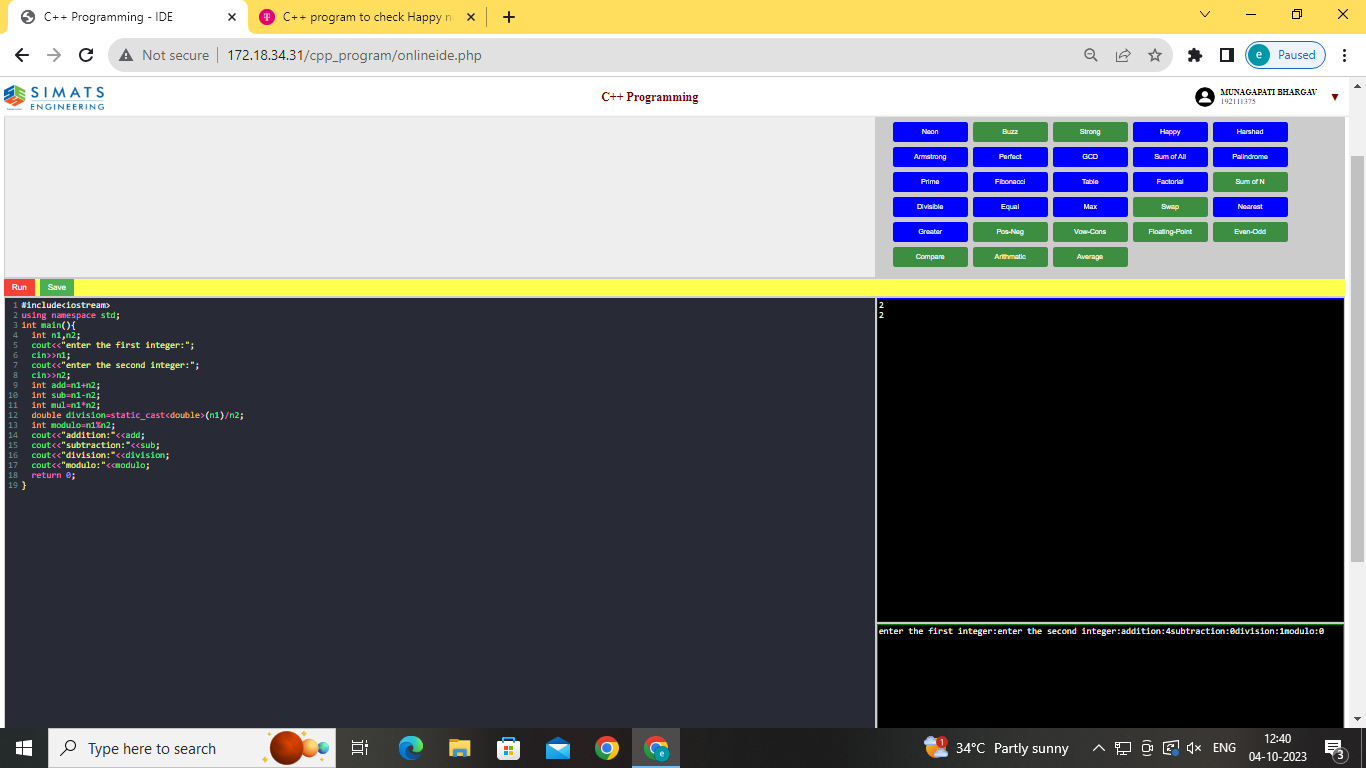 C++ Programming - IDE
C++ program to check Happy n
Not secure
172.18.34.31/cpp_program/onlineide.php
e
Paused
SIMATS
ENGINEERING
C++ Programming
MUNAGAPATI BHARGAV
192111375
Neon Buzz Strong Happy Harshad
Armstrong Perfect GCD Sum of All Palindrome
Prime Fibonacci Table Factorial Sum of N
Divisible Equal Max Swap Nearest
Greater Pos-Neg Vow-Cons Floating-Point Even-Odd
Compare Arithmatic Average
Run Save
1 #include<iostream>
2 using namespace std;
3 int main(){
4 int n1,n2;
5 cout<<"enter the first integer:";
6 cin>>n1;
7 cout<<"enter the second integer:";
8 cin>>n2;
9 int add=n1+n2;
10 int sub=n1-n2;
11 int mul=n1*n2;
12 double division=static_cast<double>(n1)/n2;
13 int modulo=n1%n2;
14 cout<<"addition:"<<add;
15 cout<<"subtraction:"<<sub;
16 cout<<"division:"<<division;
17 cout<<"modulo:"<<modulo;
18 return 0;
19 }
2
2
enter the first integer:enter the second integer:addition:4subtraction:0division:1modulo:0
Type here to search
1
34°C Partly sunny
ENG
12:40
04-10-2023
3